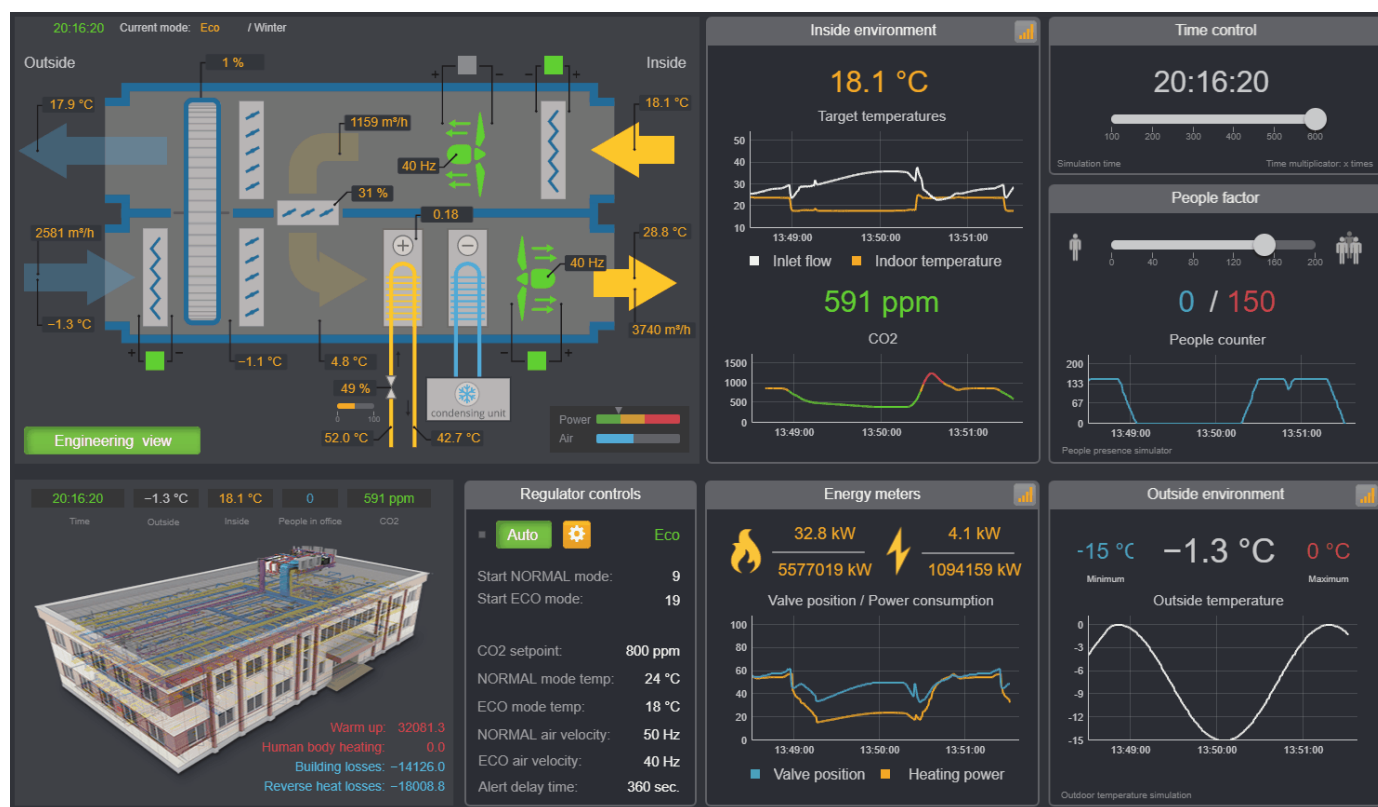 20:16:20 Current mode: Eco / Winter
Outside
1 %
Inside
17.9 °C
18.1 °C
1159 m³/h
40 Hz
31 %
0.18
2581 m³/h
28.8 °C
40 Hz
−1.3 °C
3740 m³/h
−1.1 °C
4.8 °C
49 %
0 100
condensing unit
52.0 °C
42.7 °C
Power
Air
Engineering view
Inside environment
18.1 °C
Target temperatures
50
40
30
20
10
13:49:00 13:50:00 13:51:00
Inlet flow Indoor temperature
591 ppm
CO2
1500
1000
500
0
13:49:00 13:50:00 13:51:00
Time control
20:16:20
100 200 300 400 500 600
Simulation time Time multiplicator: x times
People factor
0 40 80 120 160 200
0 / 150
People counter
200
133
67
0
13:49:00 13:50:00 13:51:00
People presence simulator
20:16:20 −1.3 °C 18.1 °C 0 591 ppm
Time Outside Inside People in office CO2
Warm up: 32081.3
Human body heating: 0.0
Building losses: −14126.0
Reverse heat losses: −18008.8
Regulator controls
Auto Eco
Start NORMAL mode: 9
Start ECO mode: 19
CO2 setpoint: 800 ppm
NORMAL mode temp: 24 °C
ECO mode temp: 18 °C
NORMAL air velocity: 50 Hz
ECO air velocity: 40 Hz
Alert delay time: 360 sec.
Energy meters
32.8 kW 4.1 kW
5577019 kW 1094159 kW
Valve position / Power consumption
100
80
60
40
20
0
13:49:00 13:50:00 13:51:00
Valve position Heating power
Outside environment
-15 °C −1.3 °C 0 °C
Minimum Maximum
Outside temperature
0
-3
-6
-9
-12
-15
13:49:00 13:50:00 13:51:00
Outdoor temperature simulation